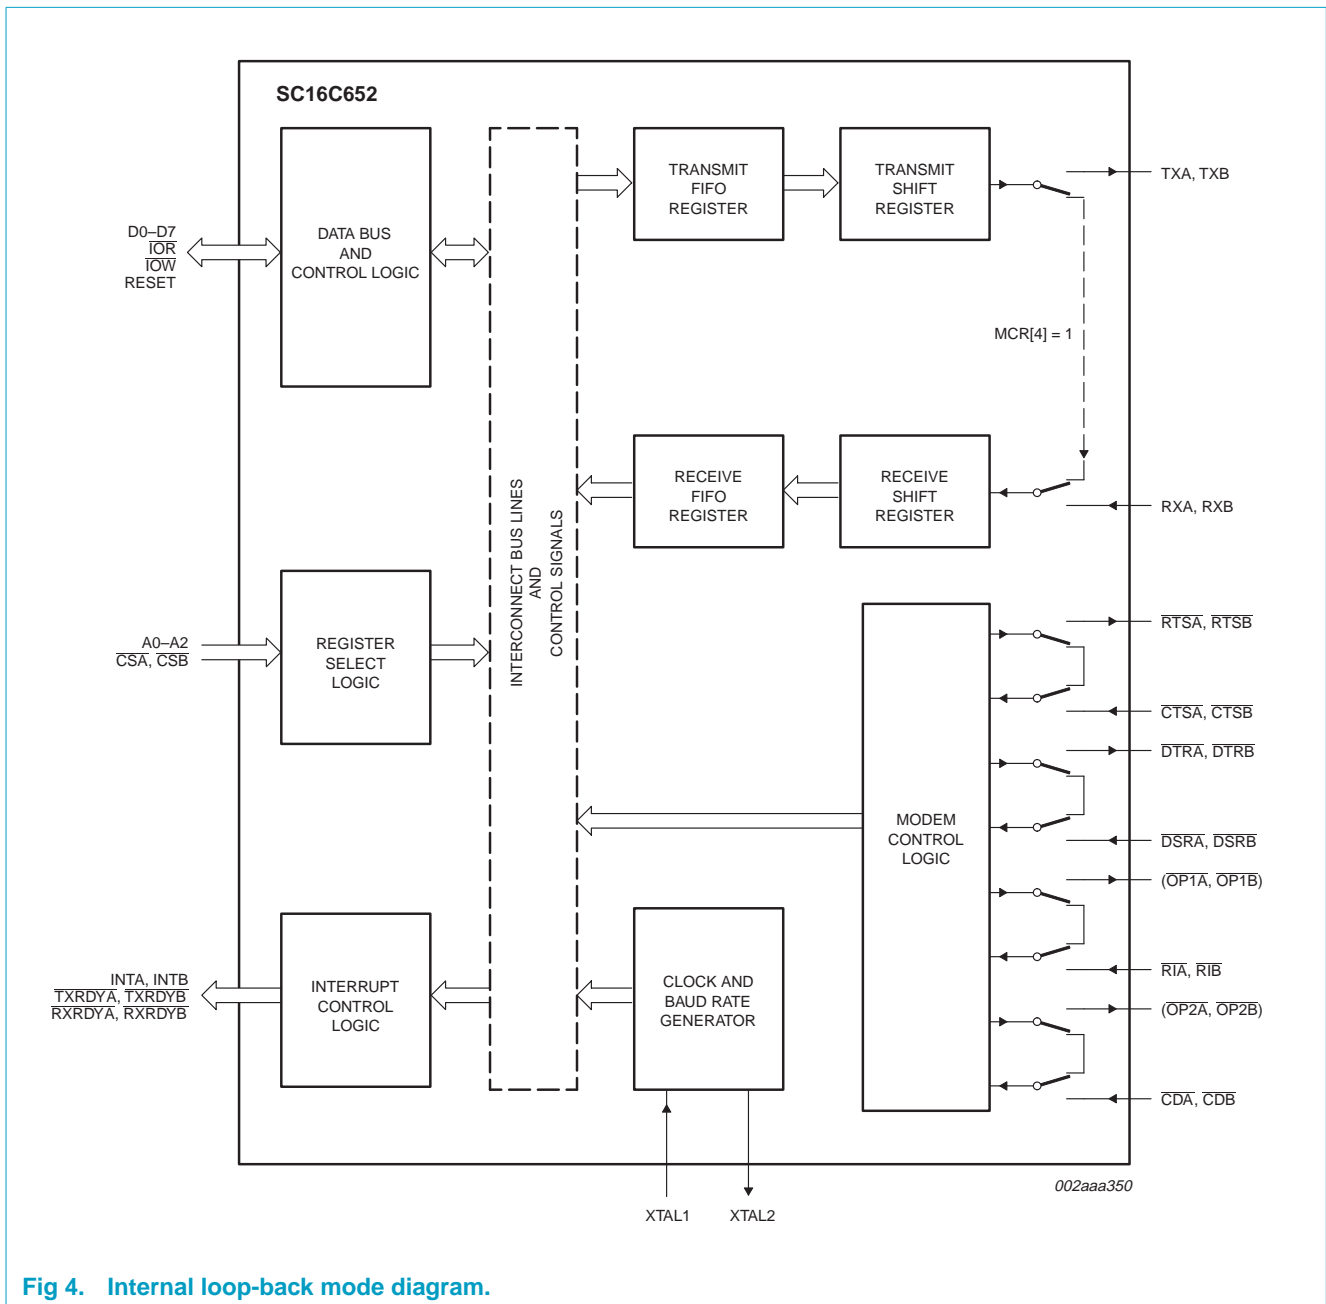 SC16C652
DATA BUS
AND
CONTROL LOGIC
D0–D7
IOR
IOW
RESET
TRANSMIT
FIFO
REGISTER
TRANSMIT
SHIFT
REGISTER
TXA, TXB
MCR[4] = 1
RECEIVE
FIFO
REGISTER
RECEIVE
SHIFT
REGISTER
RXA, RXB
INTERCONNECT BUS LINES
AND
CONTROL SIGNALS
A0–A2
CSA, CSB
REGISTER
SELECT
LOGIC
MODEM
CONTROL
LOGIC
RTSA, RTSB
CTSA, CTSB
DTRA, DTRB
DSRA, DSRB
(OP1A, OP1B)
RIA, RIB
(OP2A, OP2B)
CDA, CDB
INTA, INTB
TXRDYA, TXRDYB
RXRDYA, RXRDYB
INTERRUPT
CONTROL
LOGIC
CLOCK AND
BAUD RATE
GENERATOR
XTAL1
XTAL2
002aaa350
Fig 4. Internal loop-back mode diagram.